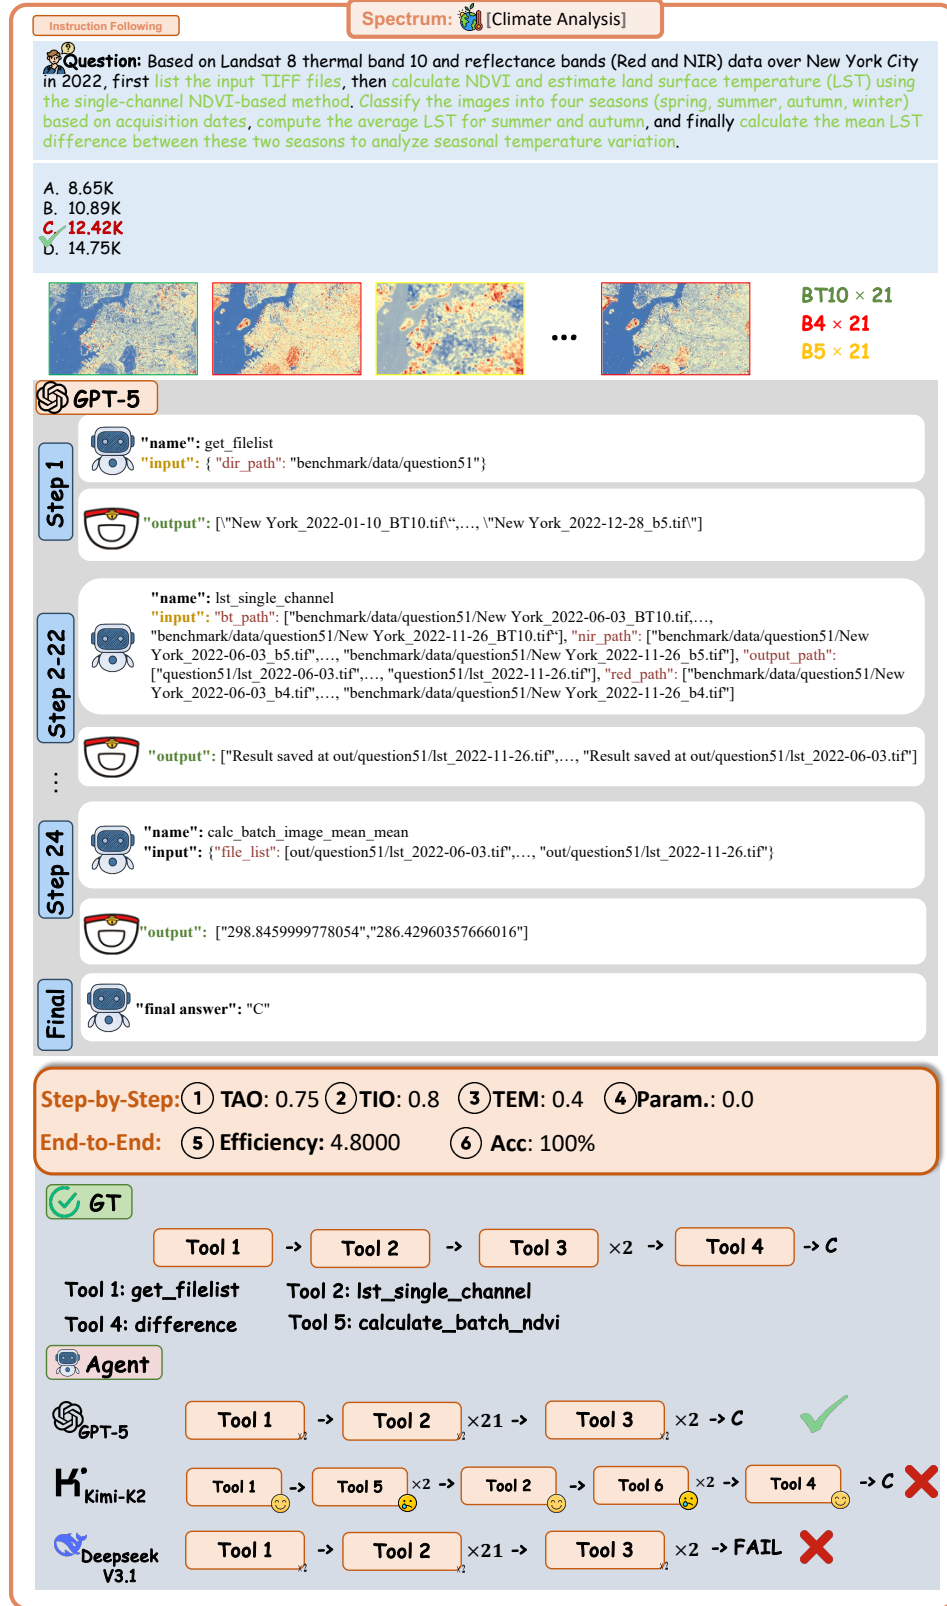 Instruction Following
Spectrum: [Climate Analysis]
Question: Based on Landsat 8 thermal band 10 and reflectance bands (Red and NIR) data over New York City
in 2022, first list the input TIFF files, then calculate NDVI and estimate land surface temperature (LST) using
the single-channel NDVI-based method. Classify the images into four seasons (spring, summer, autumn, winter)
based on acquisition dates, compute the average LST for summer and autumn, and finally calculate the mean LST
difference between these two seasons to analyze seasonal temperature variation.
A. 8.65K
B. 10.89K
C. 12.42K
D. 14.75K
...
BT10 × 21
B4 × 21
B5 × 21
GPT-5
Step 1
"name": get_filelist
"input": { "dir_path": "benchmark/data/question51"}
"output": [\"New York_2022-01-10_BT10.tif\“,…, \"New York_2022-12-28_b5.tif\"]
Step 2-22
"name": lst_single_channel
"input": "bt_path": ["benchmark/data/question51/New York_2022-06-03_BT10.tif,…,
"benchmark/data/question51/New York_2022-11-26_BT10.tif“], "nir_path": ["benchmark/data/question51/New
York_2022-06-03_b5.tif",…, "benchmark/data/question51/New York_2022-11-26_b5.tif"], "output_path":
["question51/lst_2022-06-03.tif",…, "question51/lst_2022-11-26.tif"], "red_path": ["benchmark/data/question51/New
York_2022-06-03_b4.tif",…, "benchmark/data/question51/New York_2022-11-26_b4.tif"]
"output": ["Result saved at out/question51/lst_2022-11-26.tif",…, "Result saved at out/question51/lst_2022-06-03.tif"]
...
Step 24
"name": calc_batch_image_mean_mean
"input": {"file_list": [out/question51/lst_2022-06-03.tif",…, "out/question51/lst_2022-11-26.tif"}
"output": ["298.8459999778054","286.42960357666016"]
Final
"final answer": "C"
Step-by-Step: 1 TAO: 0.75 2 TIO: 0.8 3 TEM: 0.4 4 Param.: 0.0
End-to-End: 5 Efficiency: 4.8000 6 Acc: 100%
GT
Tool 1 -> Tool 2 -> Tool 3 ×2 -> Tool 4 -> C
Tool 1: get_filelist Tool 2: lst_single_channel
Tool 4: difference Tool 5: calculate_batch_ndvi
Agent
GPT-5 Tool 1 ×2 -> Tool 2 ×2 ×21 -> Tool 3 ×2 ×2 -> C
Kimi-K2 Tool 1 -> Tool 5 ×2 -> Tool 2 -> Tool 6 ×2 -> Tool 4 -> C
Deepseek V3.1 Tool 1 ×2 -> Tool 2 ×2 ×21 -> Tool 3 ×2 ×2 -> FAIL